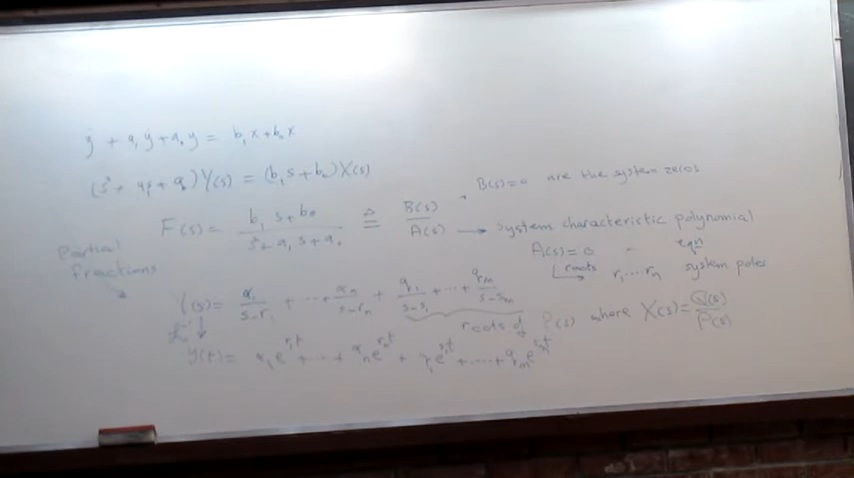 ÿ + a₁ẏ + a₀y = b₁ẋ + b₀x
(s² + a₁s + a₀)Y(s) = (b₁s + b₀)X(s)
B(s)=0 are the system zeros
F(s) = (b₁s + b₀)/(s² + a₁s + a₀) ≜ B(s)/A(s) → system characteristic polynomial
A(s)=0 eqn
roots → r₁...rₙ system poles
Partial fractions
Y(s) = α₁/(s-r₁) + ... + αₙ/(s-rₙ) + q₁/(s-s₁) + ... + qₘ/(s-sₘ)
roots of P(s) where X(s) = Q(s)/P(s)
ℒ⁻¹ ↓
y(t) = α₁e^{r₁t} + ... + αₙe^{rₙt} + q₁e^{s₁t} + ... + qₘe^{sₘt}